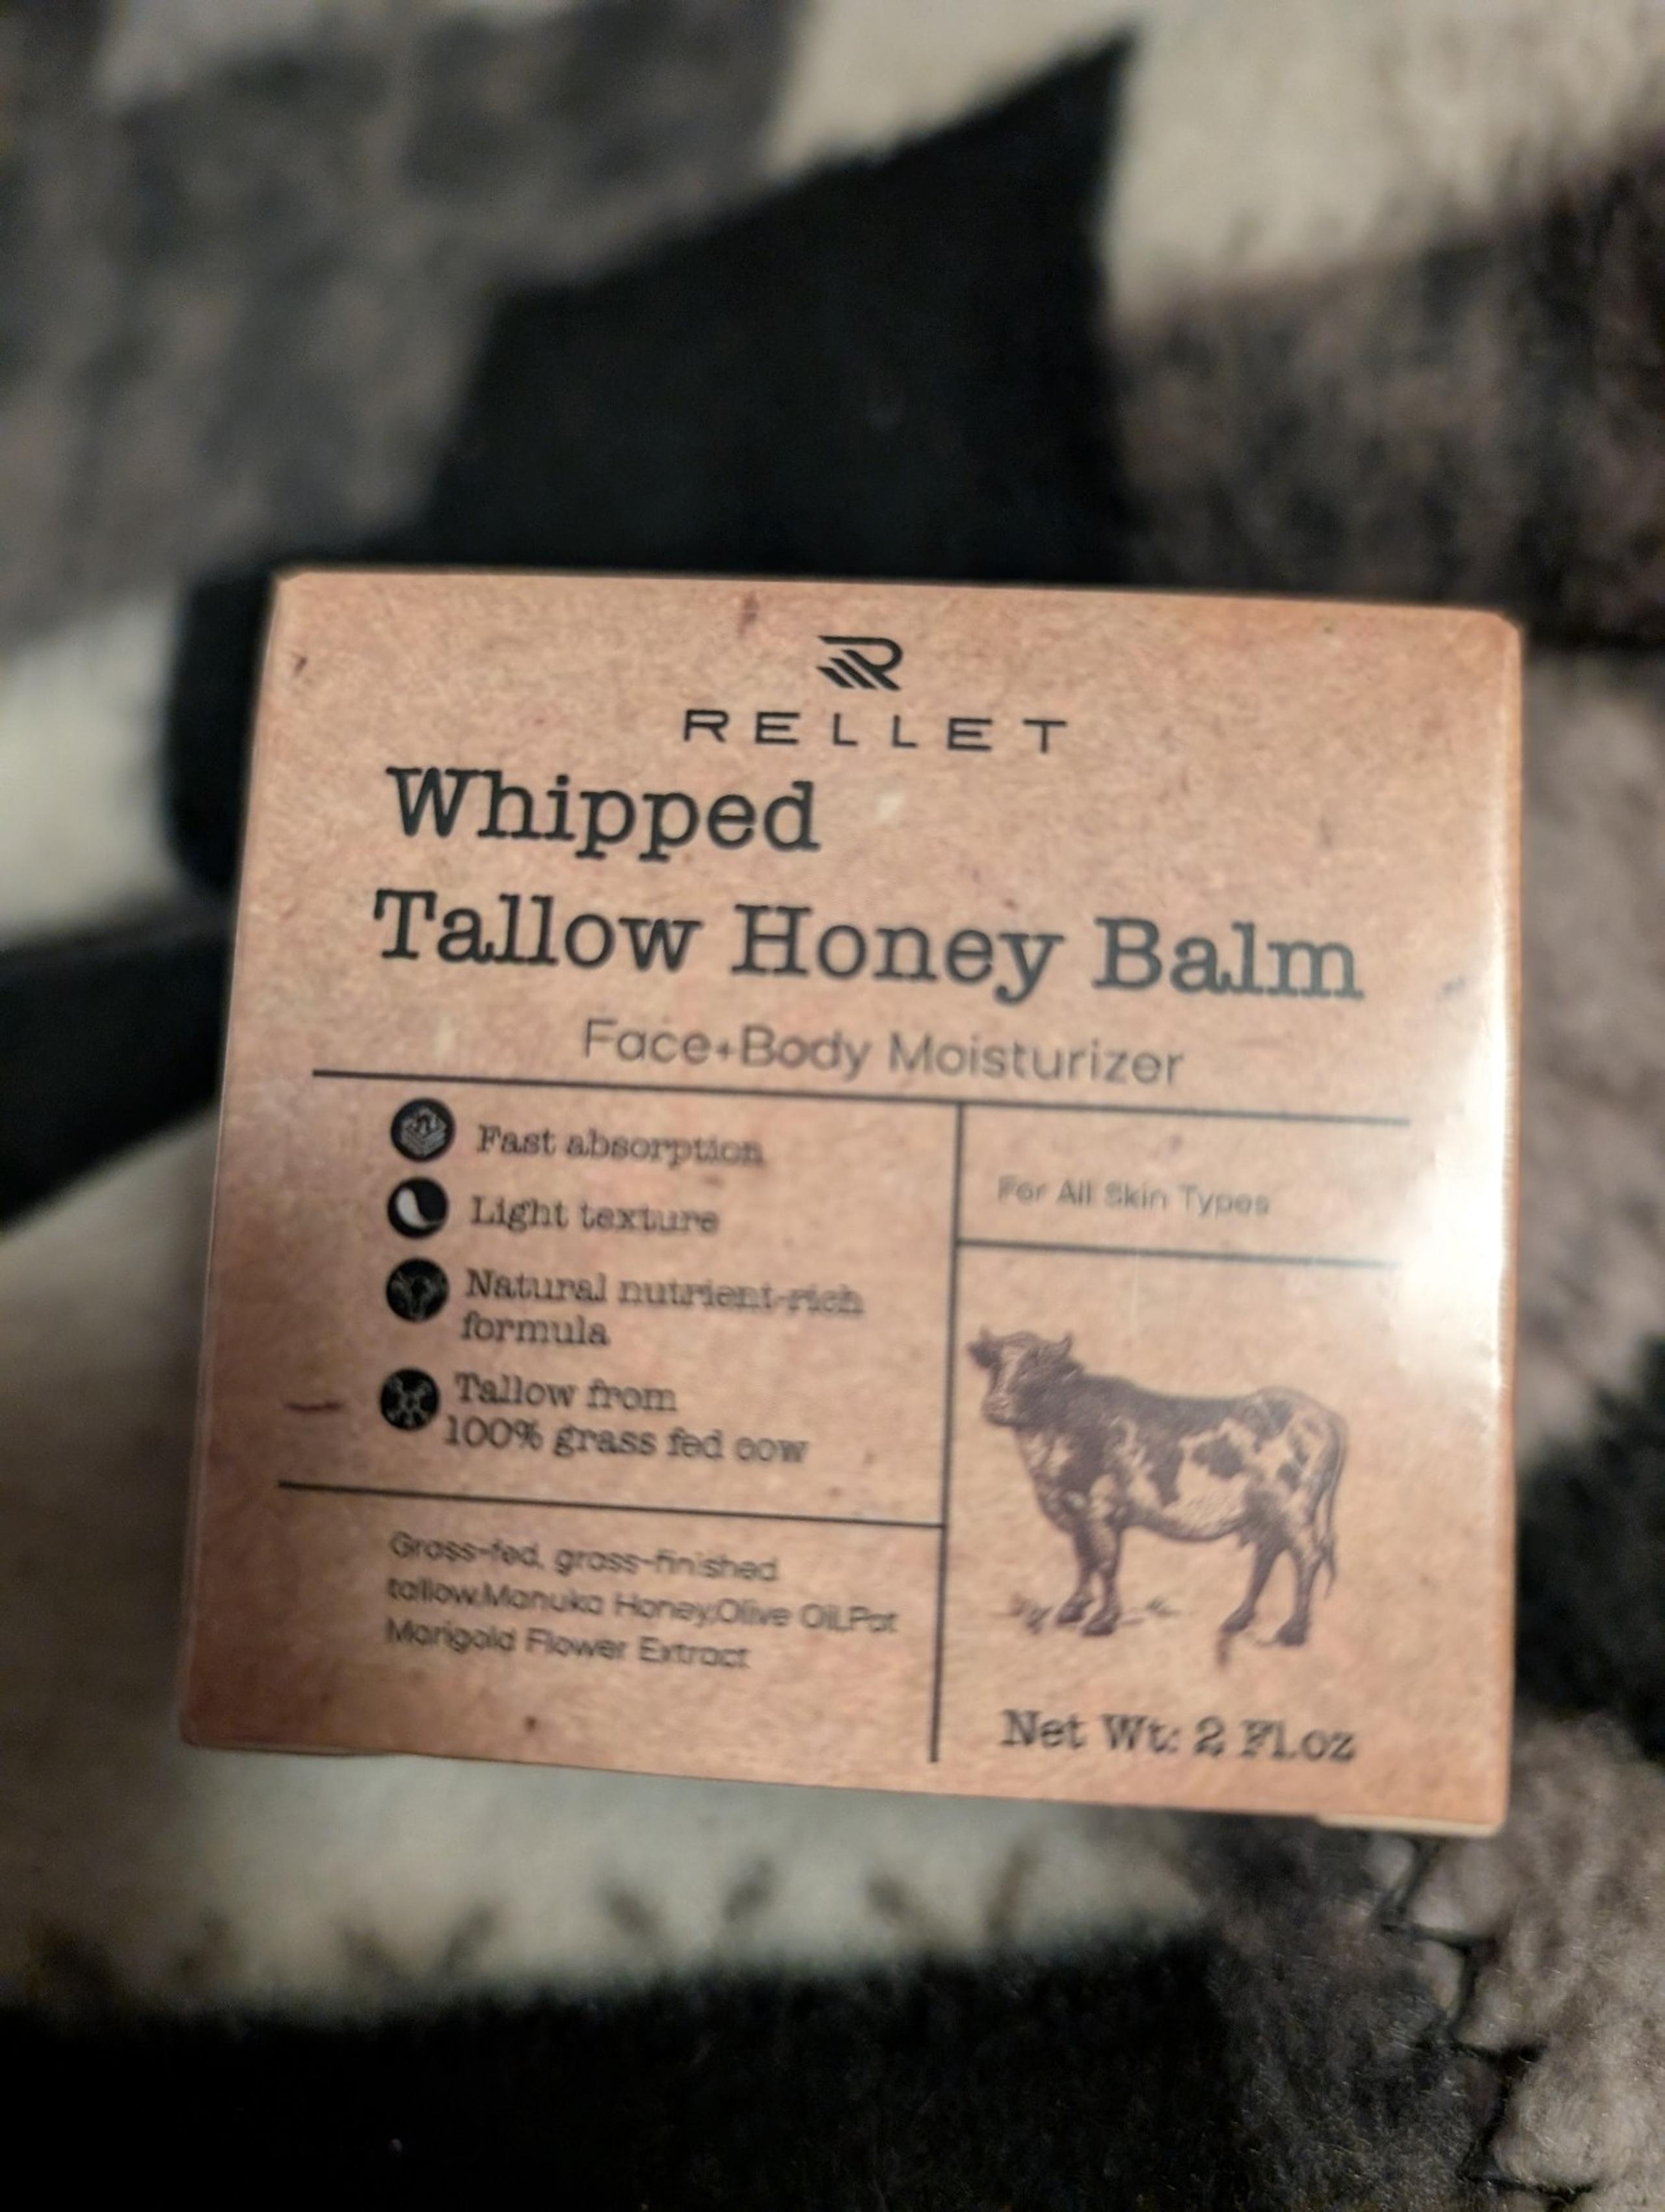 RELLET
Whipped
Tallow Honey Balm
Face+Body Moisturizer
Fast absorption
Light texture
Natural nutrient-rich
formula
Tallow from
100% grass fed cow
For All Skin Types
Grass-fed, grass-finished
tallow,Manuka Honey,Olive Oil,Pot
Marigold Flower Extract
Net Wt: 2 Fl.oz